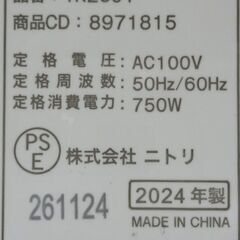 商品CD：8971815
定格電圧：AC100V
定格周波数：50Hz/60Hz
定格消費電力：750W
PS
E
株式会社 ニトリ
261124
2024年製
MADE IN CHINA